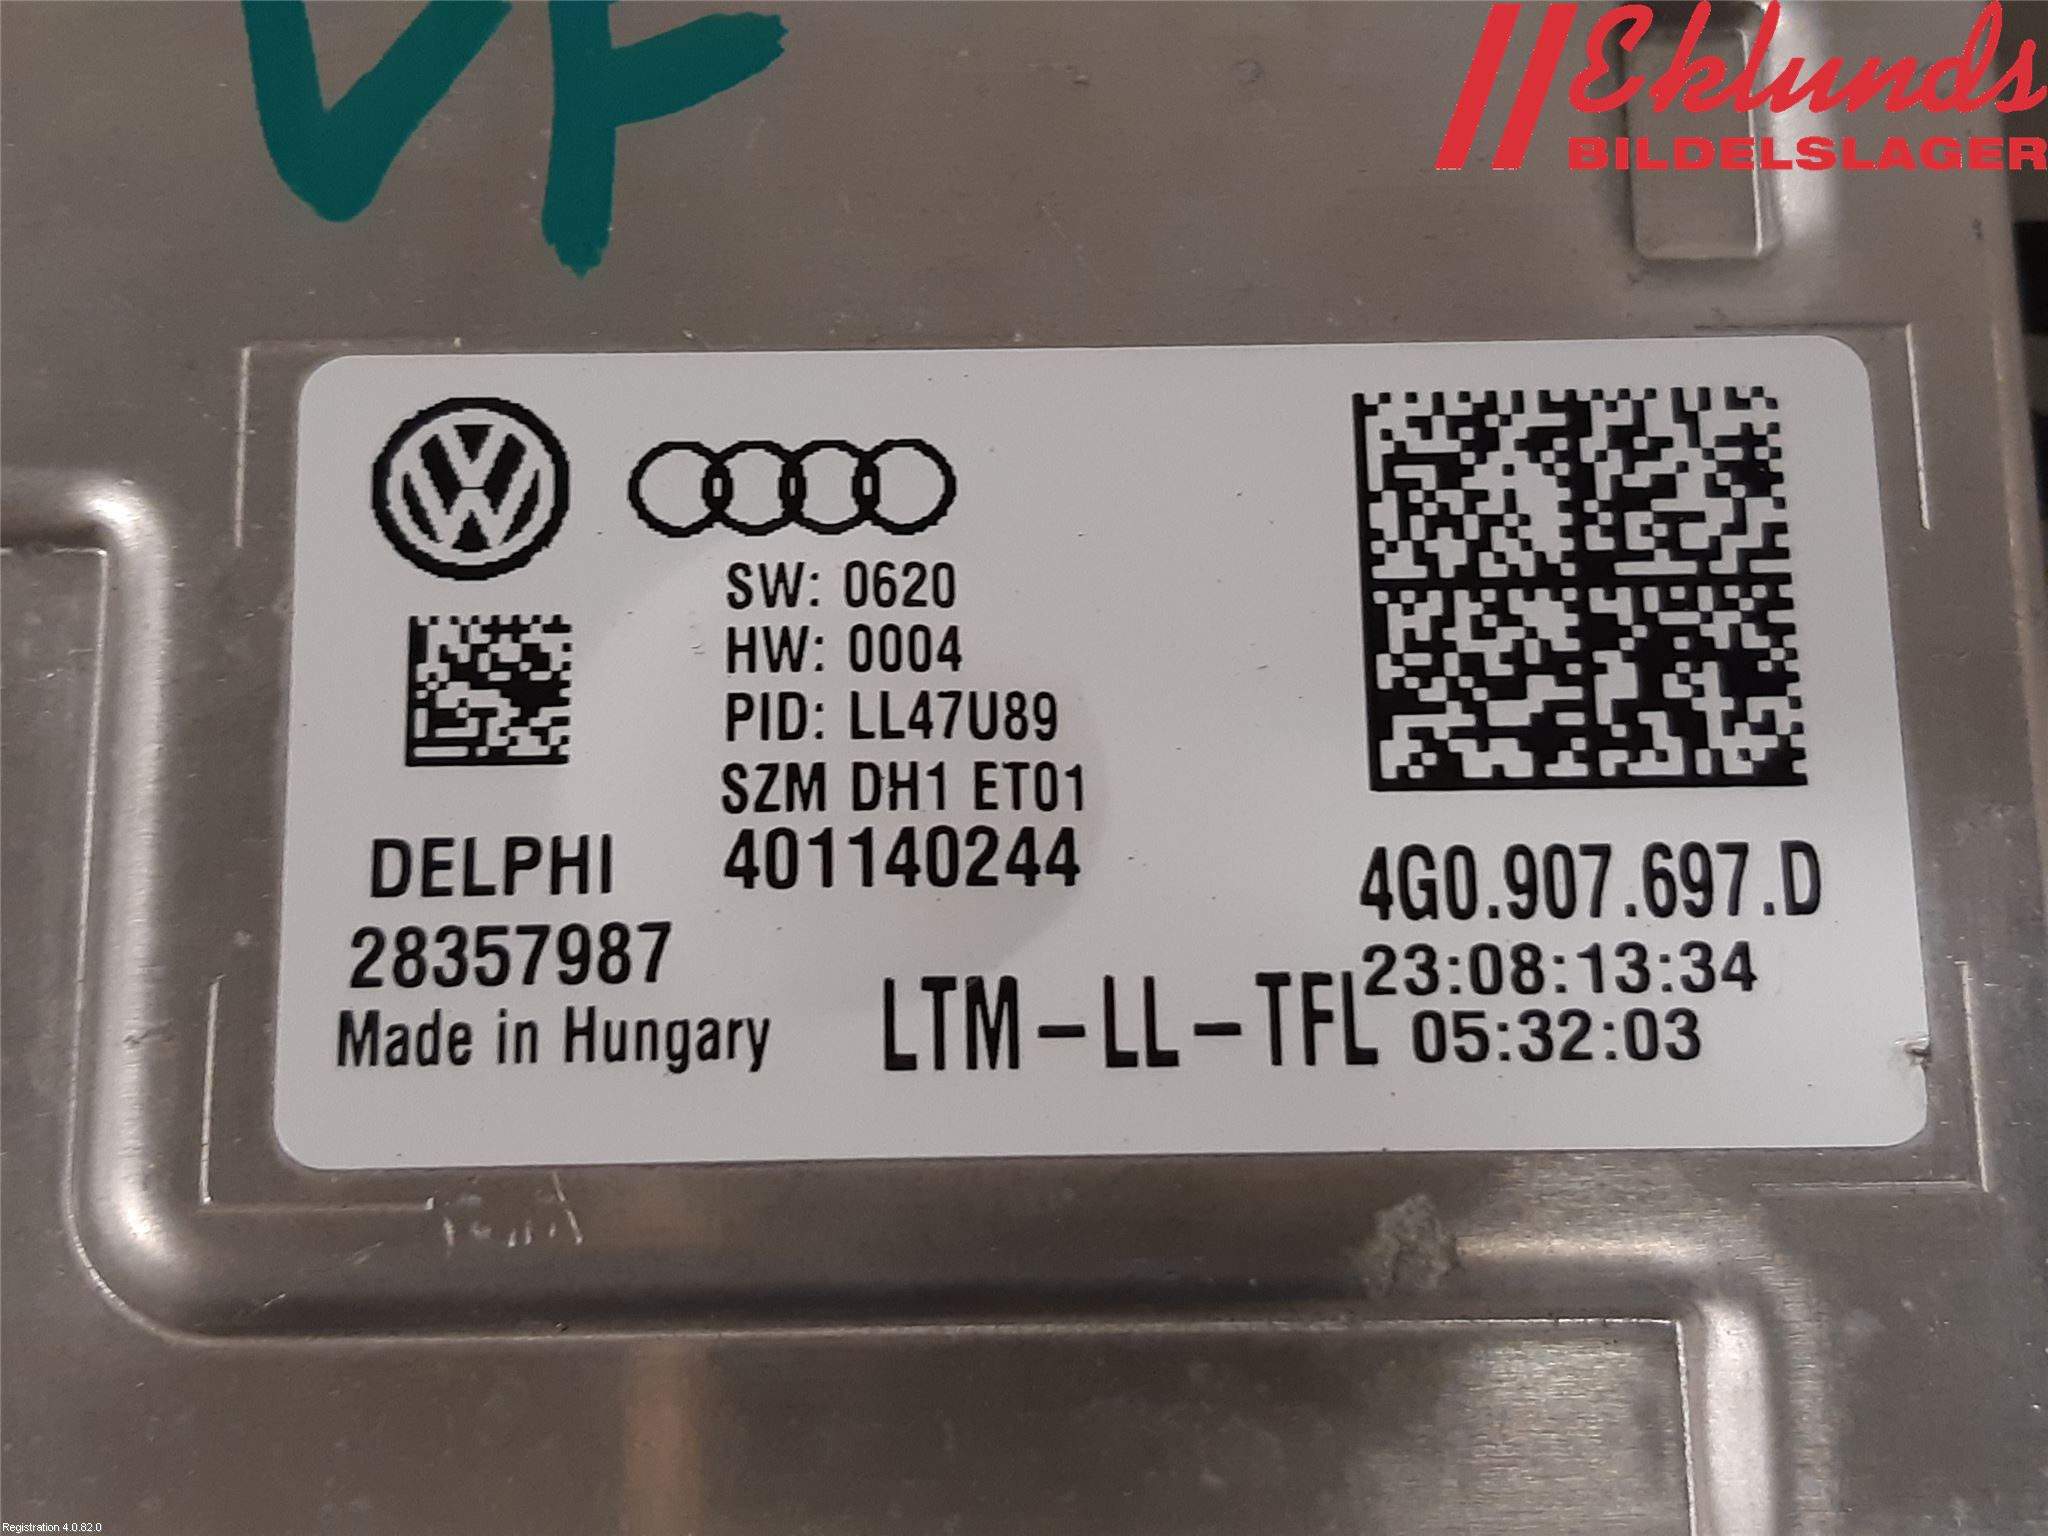 VF
Eklunds
BILDELSLAGER
SW: 0620
HW: 0004
PID: LL47U89
SZM DH1 ET01
401140244
DELPHI
28357987
Made in Hungary
4G0.907.697.D
23:08:13:34
LTM-LL-TFL 05:32:03
Registration 4.0.82.0